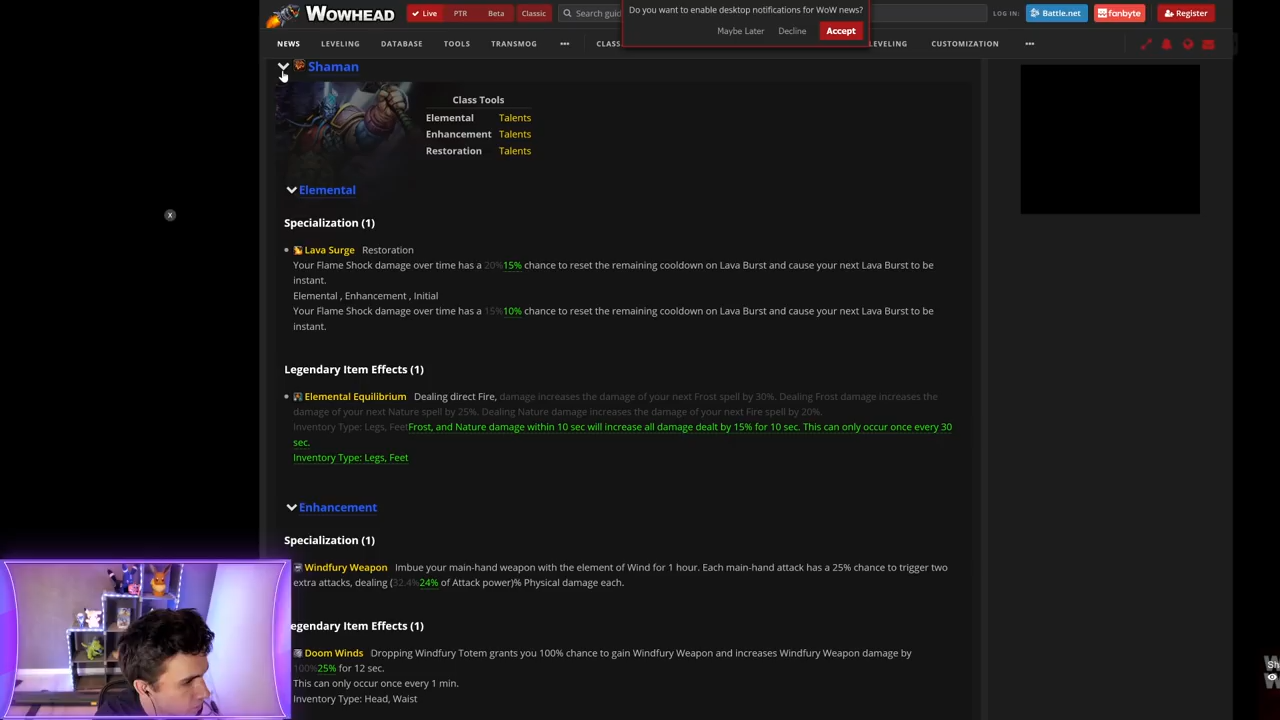 WOWHEAD
Live PTR Beta Classic Search guid
Do you want to enable desktop notifications for WoW news?
Maybe Later Decline Accept
LOG IN: Battle.net fanbyte Register
NEWS LEVELING DATABASE TOOLS TRANSMOG ••• CLASS LEVELING CUSTOMIZATION •••
Shaman
Class Tools
Elemental Talents
Enhancement Talents
Restoration Talents
X
Elemental
Specialization (1)
Lava Surge Restoration
Your Flame Shock damage over time has a 20%15% chance to reset the remaining cooldown on Lava Burst and cause your next Lava Burst to be
instant.
Elemental , Enhancement , Initial
Your Flame Shock damage over time has a 15%10% chance to reset the remaining cooldown on Lava Burst and cause your next Lava Burst to be
instant.
Legendary Item Effects (1)
Elemental Equilibrium Dealing direct Fire, damage increases the damage of your next Frost spell by 30%. Dealing Frost damage increases the
damage of your next Nature spell by 25%. Dealing Nature damage increases the damage of your next Fire spell by 20%.
Inventory Type: Legs, FeetFrost, and Nature damage within 10 sec will increase all damage dealt by 15% for 10 sec. This can only occur once every 30
sec.
Inventory Type: Legs, Feet
Enhancement
Specialization (1)
Windfury Weapon Imbue your main-hand weapon with the element of Wind for 1 hour. Each main-hand attack has a 25% chance to trigger two
extra attacks, dealing (32.4%24% of Attack power)% Physical damage each.
egendary Item Effects (1)
Doom Winds Dropping Windfury Totem grants you 100% chance to gain Windfury Weapon and increases Windfury Weapon damage by
100%25% for 12 sec.
This can only occur once every 1 min.
Inventory Type: Head, Waist
Sh